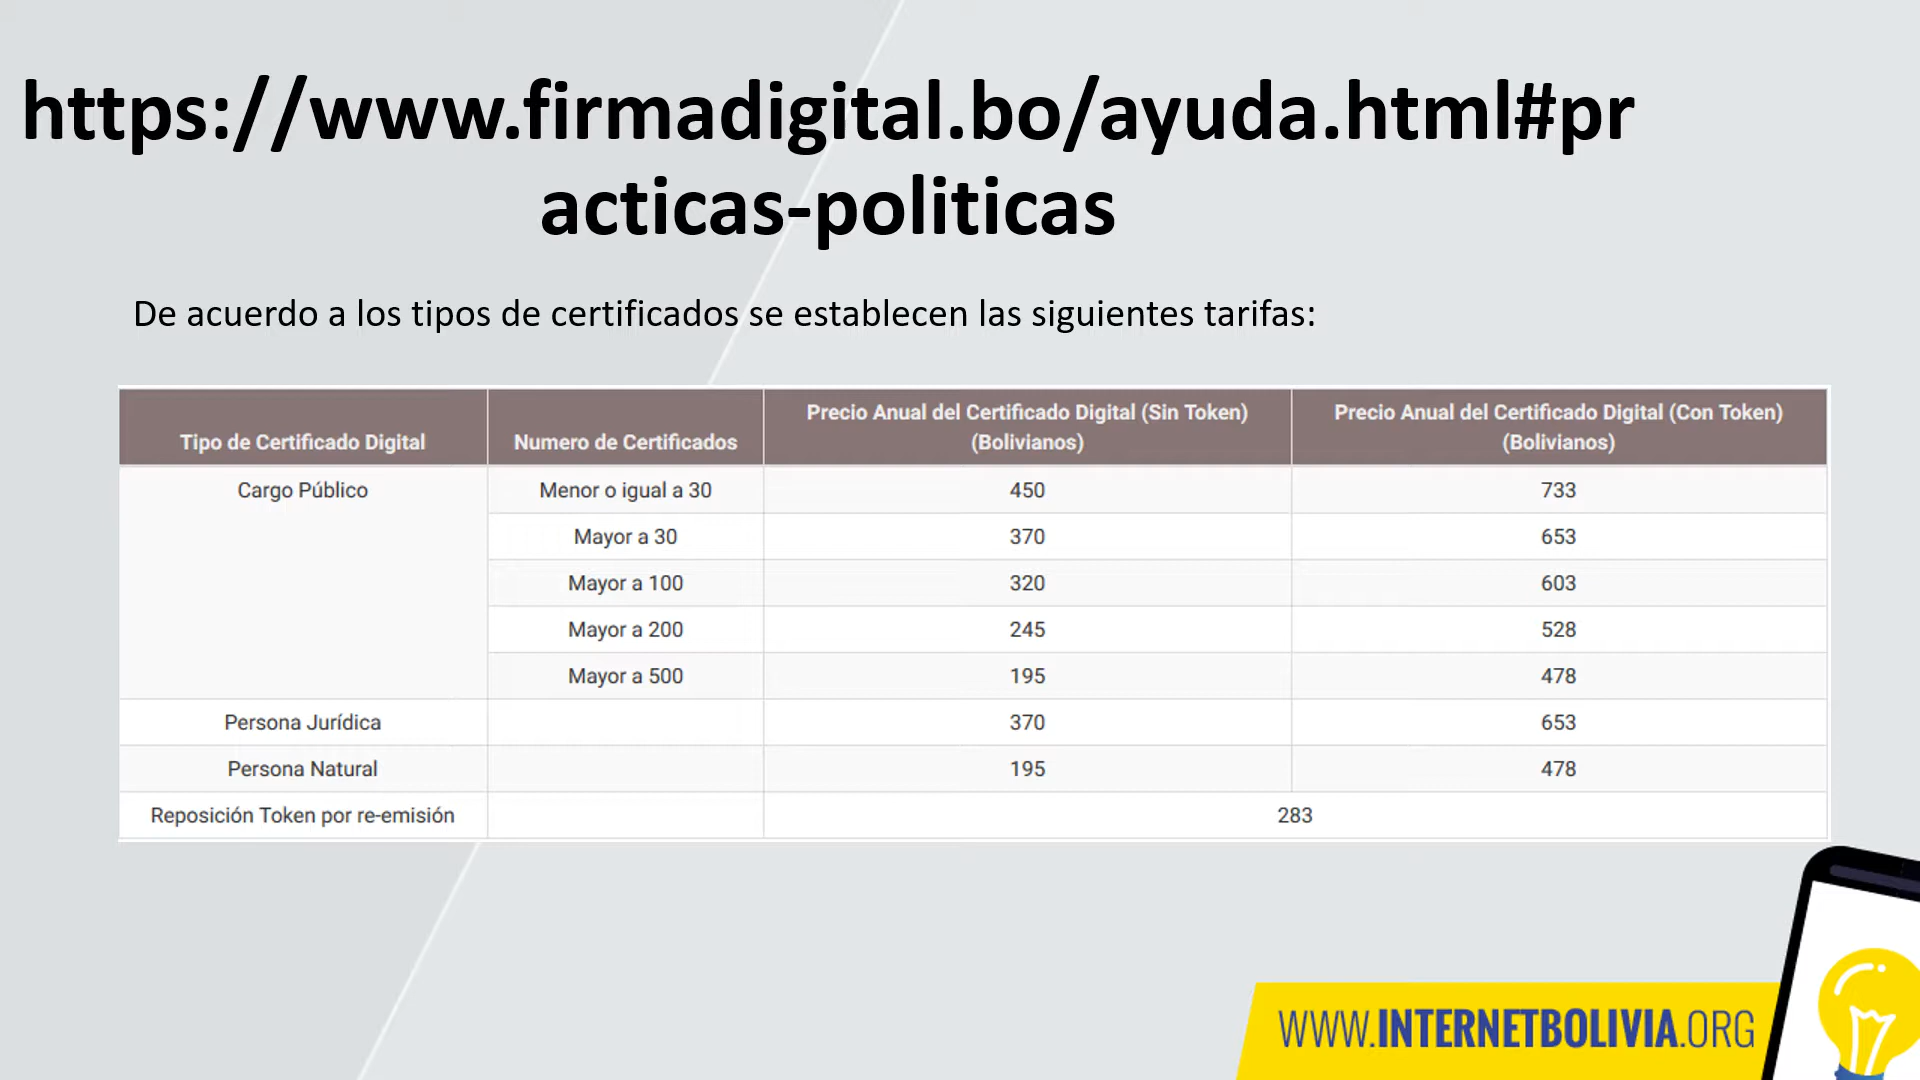 https://www.firmadigital.bo/ayuda.html#pr
acticas-politicas
De acuerdo a los tipos de certificados se establecen las siguientes tarifas:
Tipo de Certificado Digital Numero de Certificados Precio Anual del Certificado Digital (Sin Token) (Bolivianos) Precio Anual del Certificado Digital (Con Token) (Bolivianos)
Cargo Público Menor o igual a 30 450 733
Mayor a 30 370 653
Mayor a 100 320 603
Mayor a 200 245 528
Mayor a 500 195 478
Persona Jurídica 370 653
Persona Natural 195 478
Reposición Token por re-emisión 283
WWW.INTERNETBOLIVIA.ORG